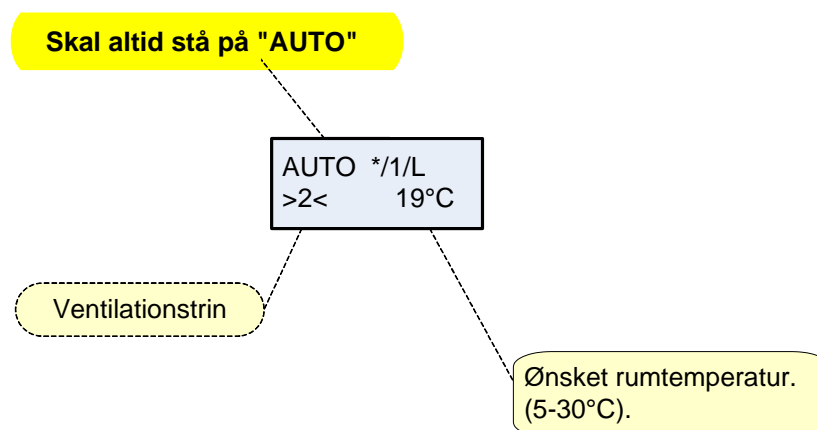 Skal altid stå på "AUTO"
AUTO */1/L
>2< 19°C
Ventilationstrin
Ønsket rumtemperatur.
(5-30°C).